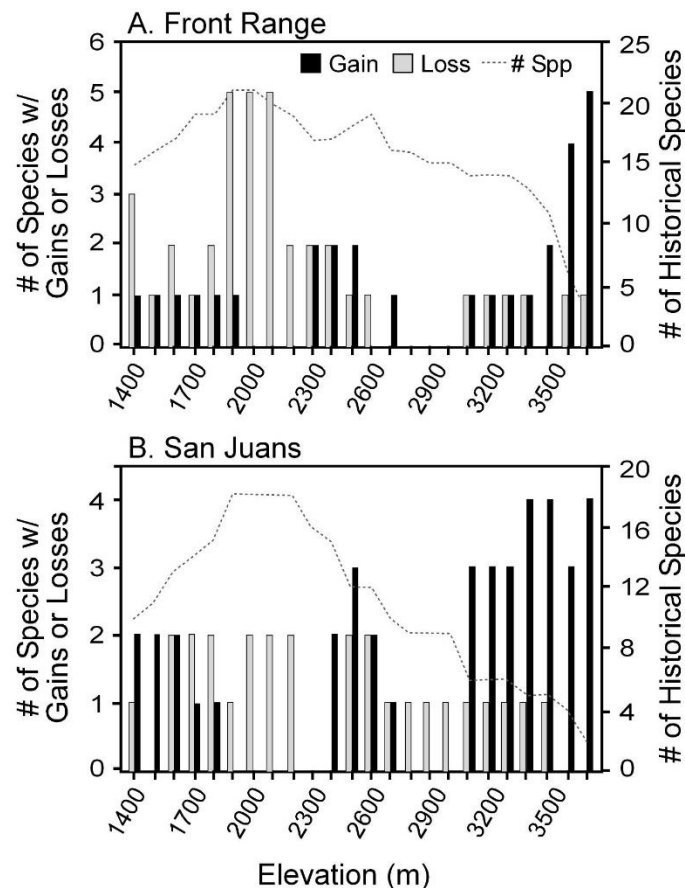 A. Front Range
Gain Loss # Spp
# of Species w/
Gains or Losses
6
5
4
3
2
1
0
25
20
15
10
5
0
# of Historical Species
1400 1700 2000 2300 2600 2900 3200 3500
B. San Juans
# of Species w/
Gains or Losses
4
3
2
1
0
20
16
12
8
4
0
# of Historical Species
1400 1700 2000 2300 2600 2900 3200 3500
Elevation (m)